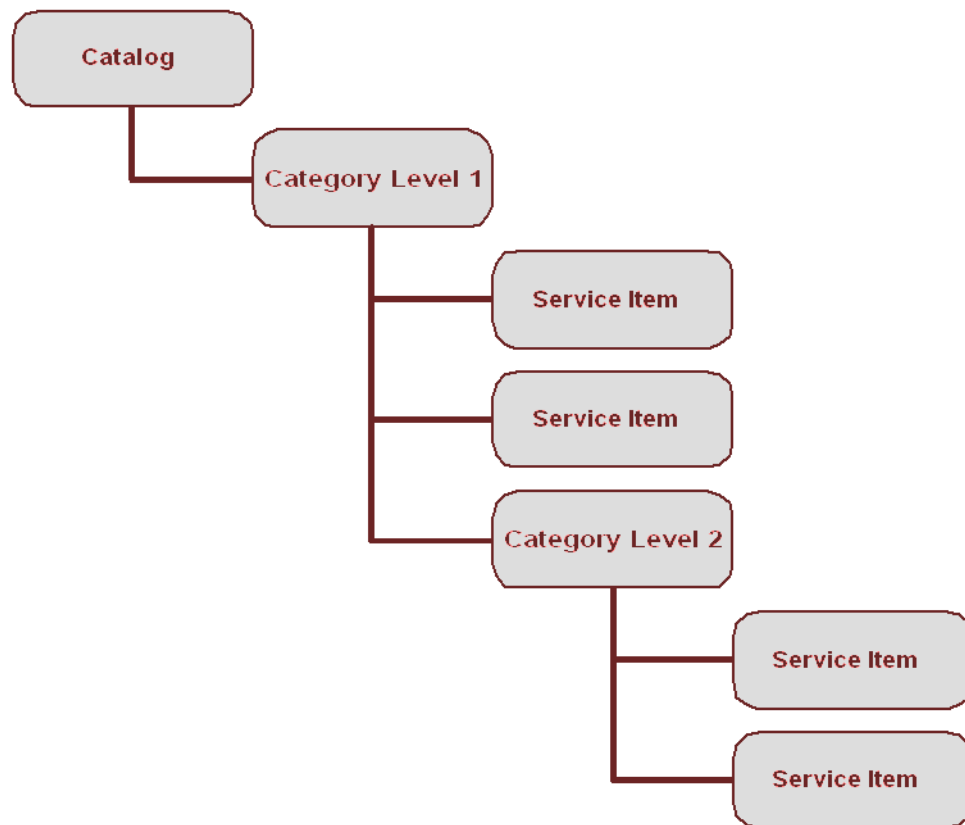 Catalog
Category Level 1
Service Item
Service Item
Category Level 2
Service Item
Service Item